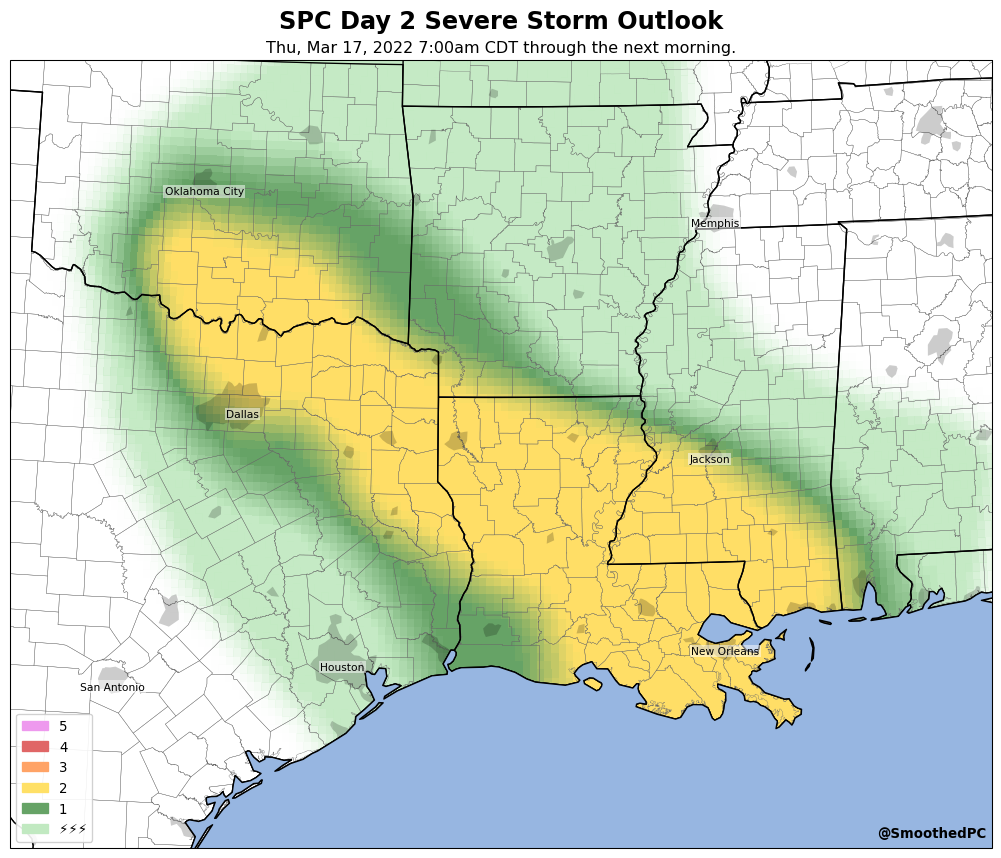 SPC Day 2 Severe Storm Outlook
Thu, Mar 17, 2022 7:00am CDT through the next morning.
Oklahoma City
Memphis
Dallas
Jackson
New Orleans
Houston
San Antonio
5
4
3
2
1
⚡⚡⚡
@SmoothedPC